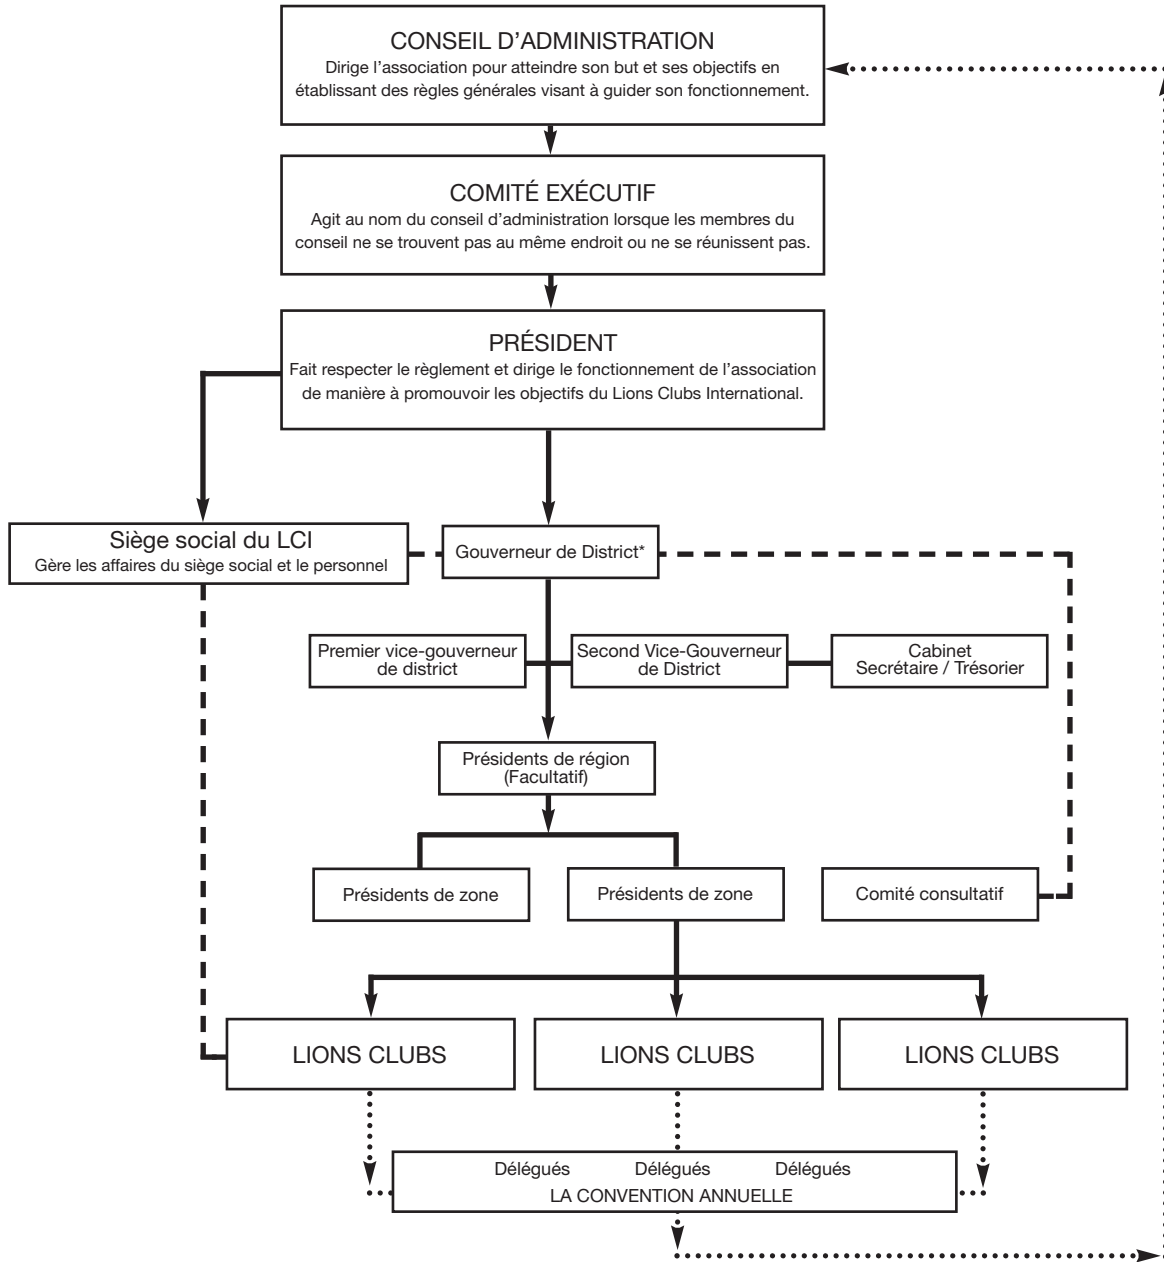 CONSEIL D'ADMINISTRATION
Dirige l'association pour atteindre son but et ses objectifs en
établissant des règles générales visant à guider son fonctionnement.
COMITÉ EXÉCUTIF
Agit au nom du conseil d'administration lorsque les membres du
conseil ne se trouvent pas au même endroit ou ne se réunissent pas.
PRÉSIDENT
Fait respecter le règlement et dirige le fonctionnement de l'association
de manière à promouvoir les objectifs du Lions Clubs International.
Siège social du LCI
Gère les affaires du siège social et le personnel
Gouverneur de District*
Premier vice-gouverneur
de district
Second Vice-Gouverneur
de District
Cabinet
Secrétaire / Trésorier
Présidents de région
(Facultatif)
Présidents de zone
Présidents de zone
Comité consultatif
LIONS CLUBS
LIONS CLUBS
LIONS CLUBS
Délégués Délégués Délégués
LA CONVENTION ANNUELLE